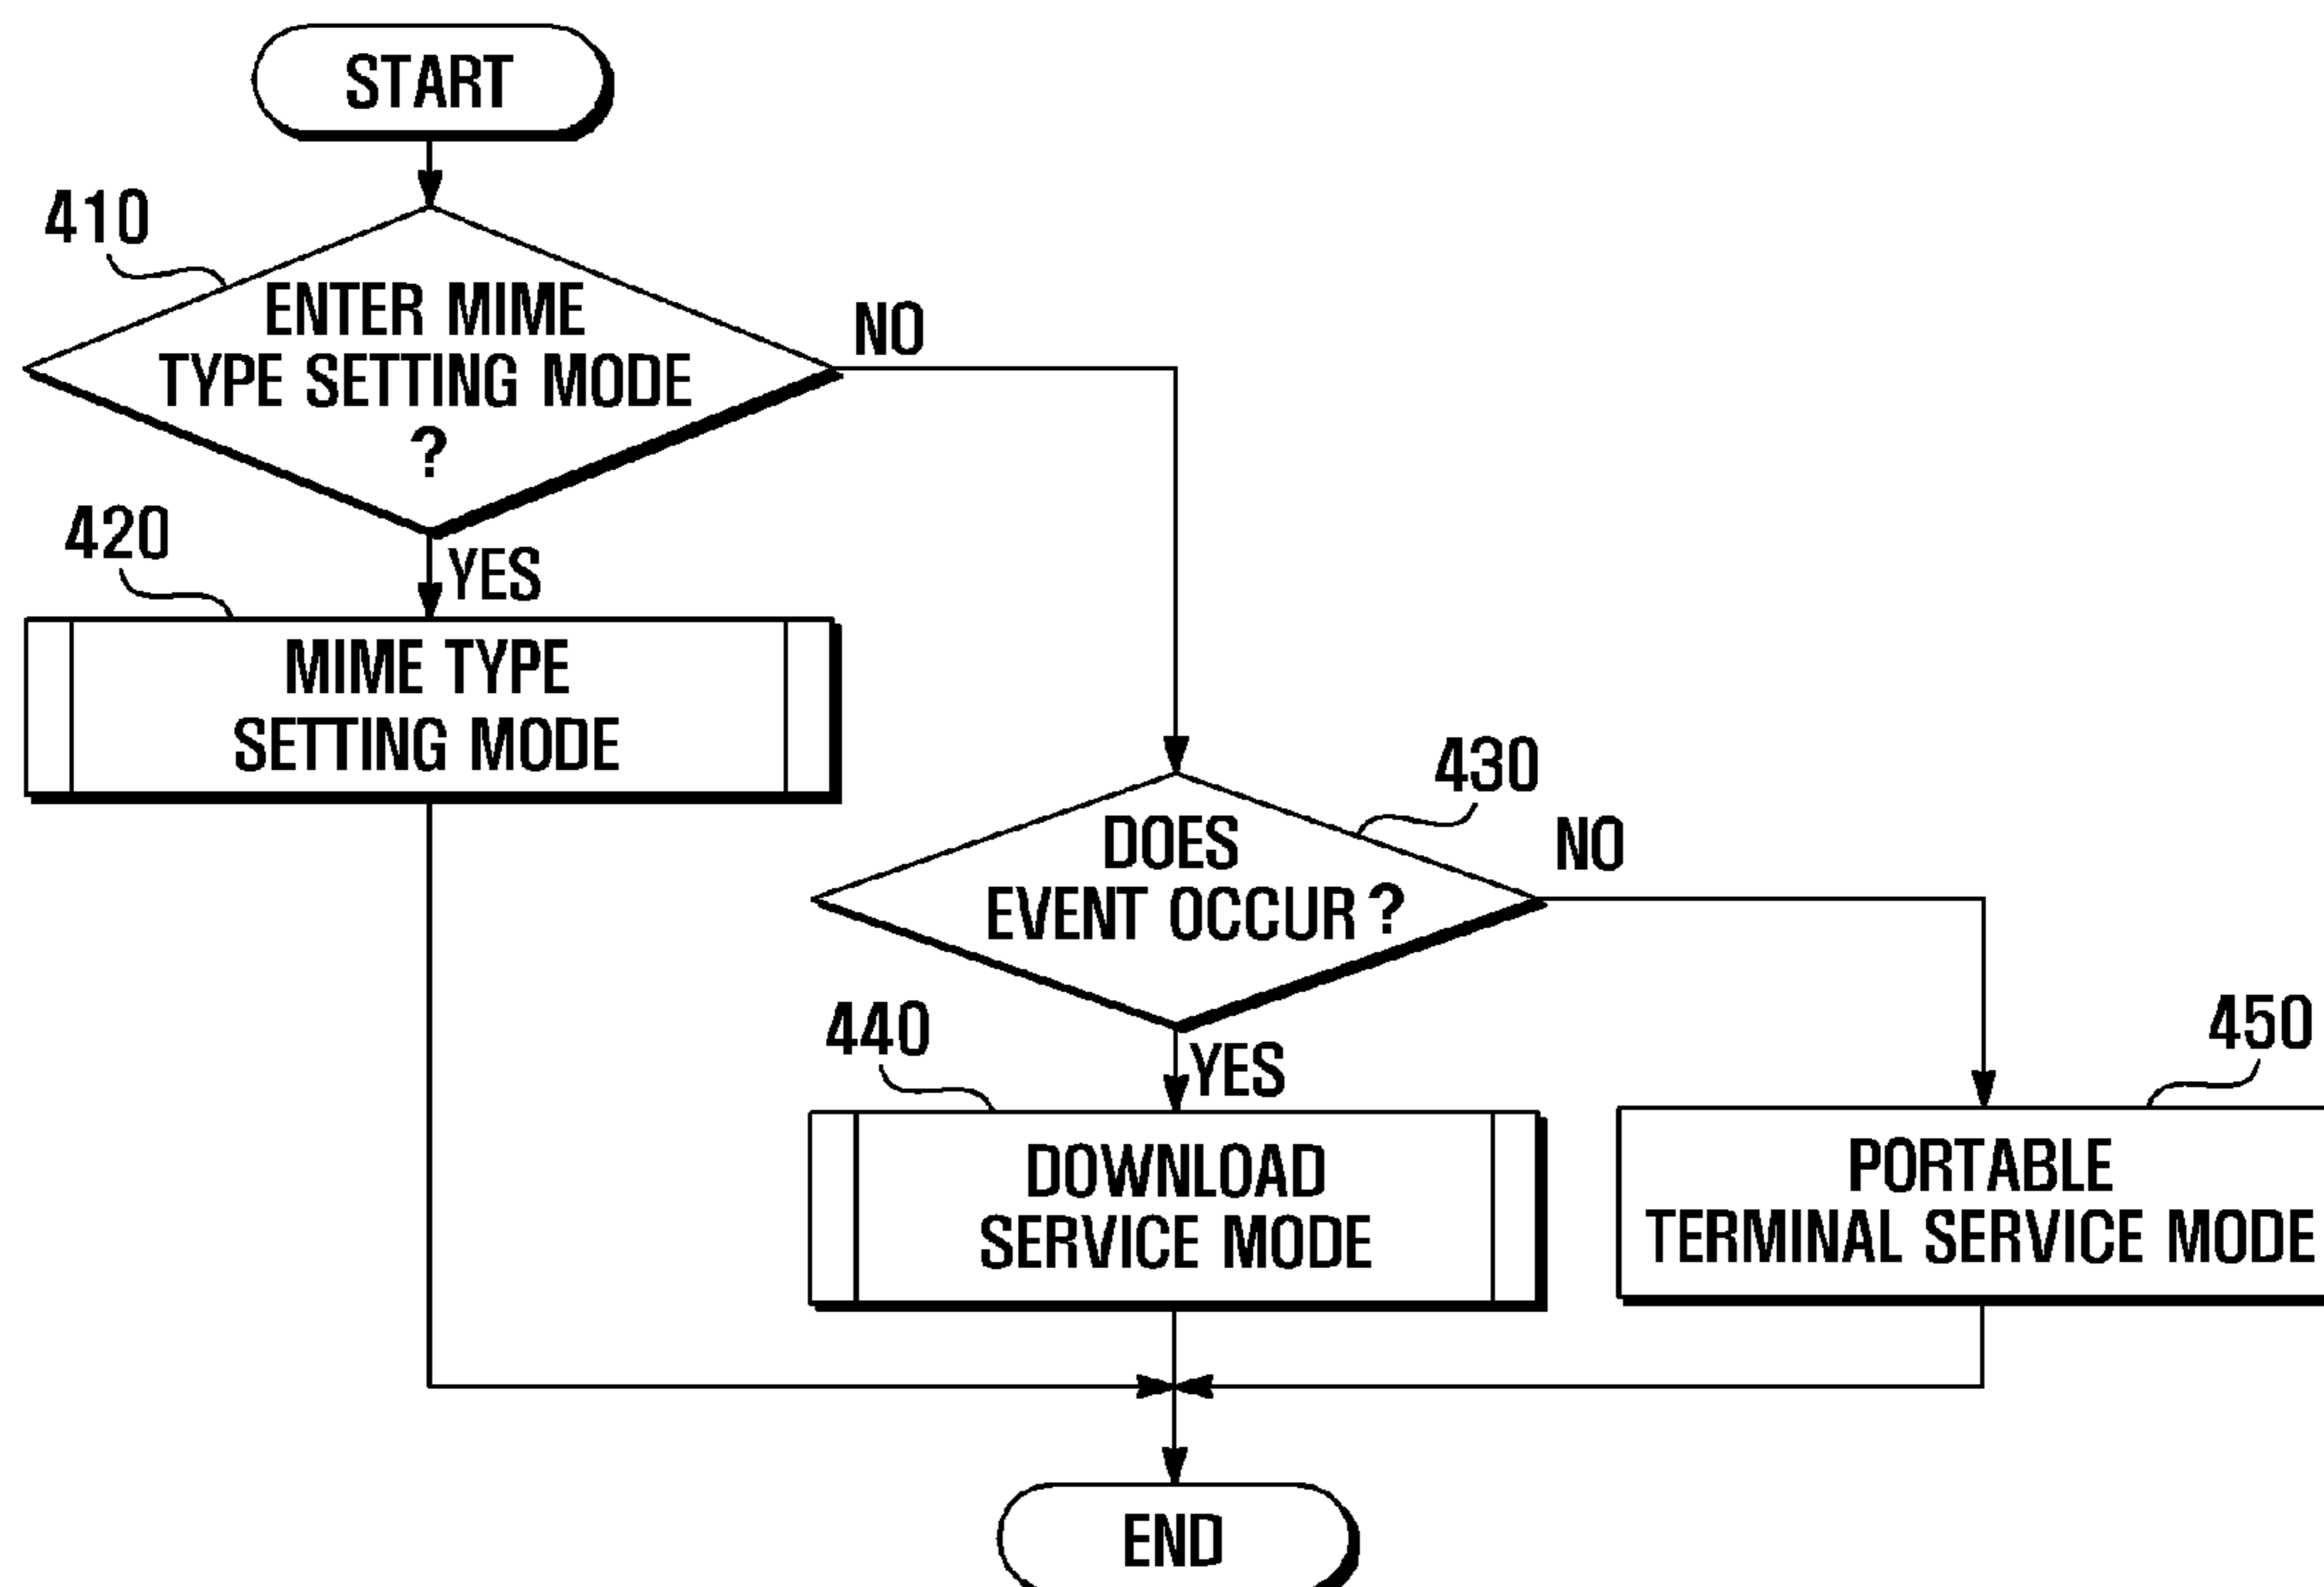 START
410
ENTER MIME
TYPE SETTING MODE
?
NO
420
YES
MIME TYPE
SETTING MODE
430
DOES
EVENT OCCUR ?
NO
440
YES
450
DOWNLOAD
SERVICE MODE
PORTABLE
TERMINAL SERVICE MODE
END